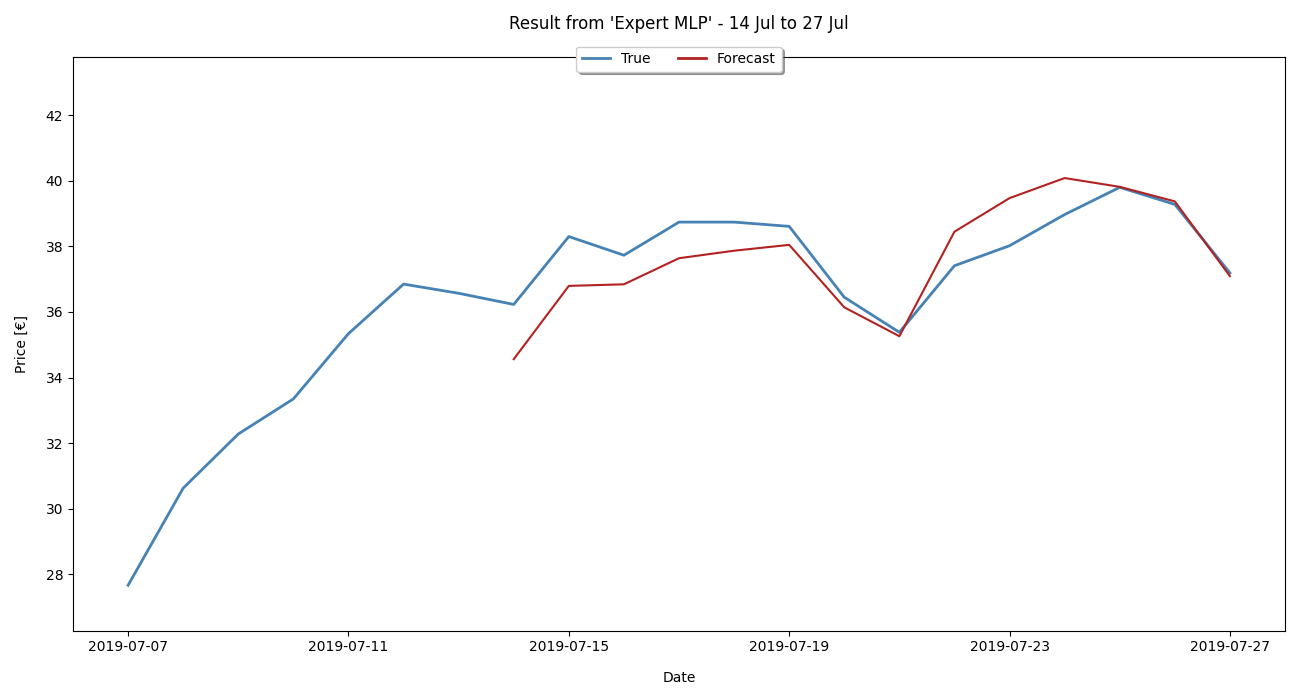 Result from 'Expert MLP' - 14 Jul to 27 Jul
True Forecast
42
40
38
36
34
32
30
28
Price [€]
2019-07-07 2019-07-11 2019-07-15 2019-07-19 2019-07-23 2019-07-27
Date